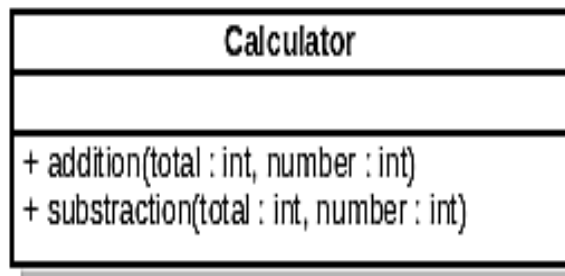 Calculator
+ addition(total : int, number : int)
+ substraction(total : int, number : int)